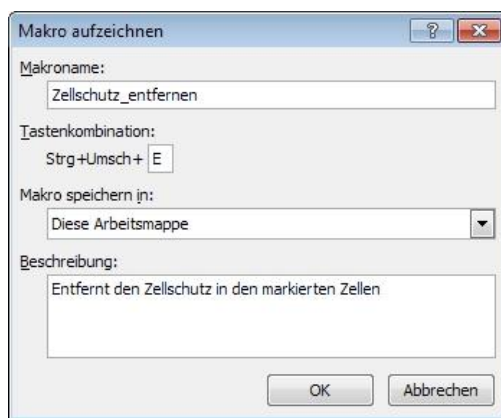 Makro aufzeichnen
Makroname:
Zellschutz_entfernen
Tastenkombination:
Strg+Umsch+ E
Makro speichern in:
Diese Arbeitsmappe
Beschreibung:
Entfernt den Zellschutz in den markierten Zellen
OK Abbrechen